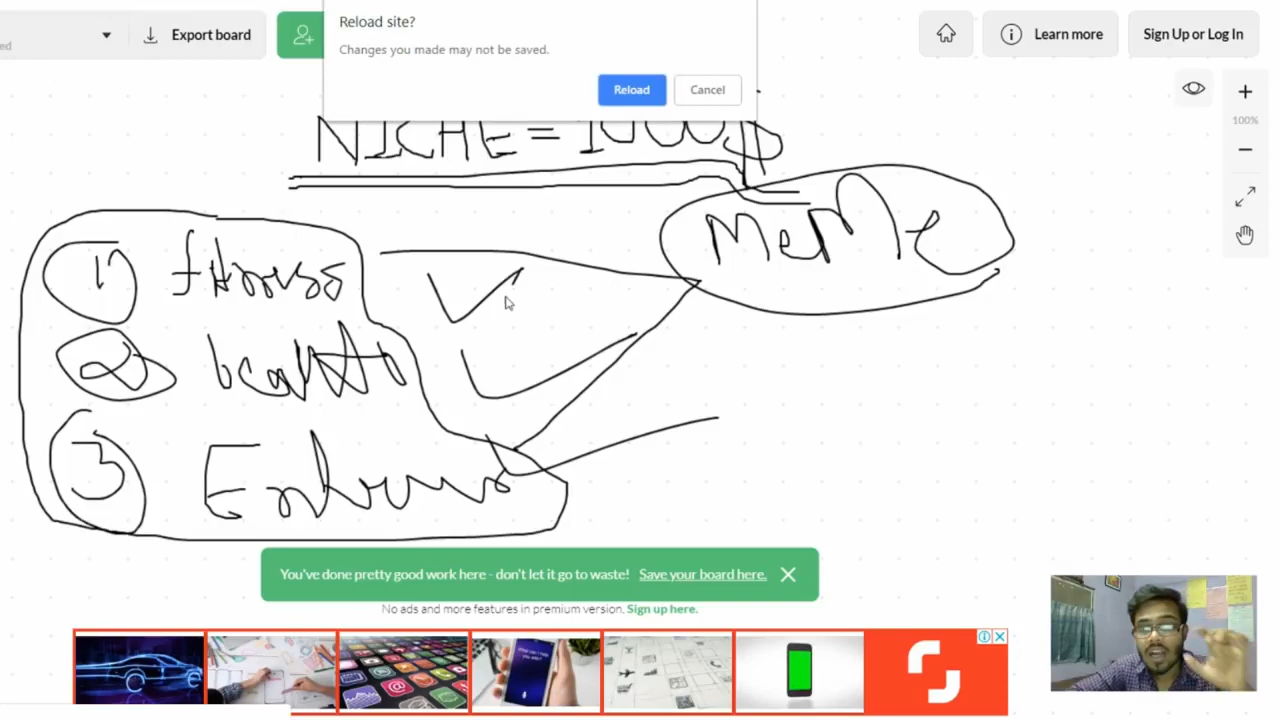 Reload site?
Changes you made may not be saved.
Reload Cancel
Export board
Learn more
Sign Up or Log In
100%
NICHE = 1000$
MeMe
1 fitness
2
3
You've done pretty good work here - don't let it go to waste! Save your board here.
No ads and more features in premium version. Sign up here.